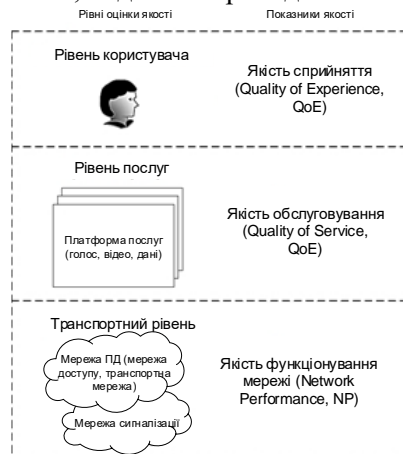 Рівні оцінки якості
Показники якості
Рівень користувача
Якість сприйняття
(Quality of Experience,
QoE)
Рівень послуг
Платформа послуг
(голос, відео, дані)
Якість обслуговування
(Quality of Service,
QoE)
Транспортний рівень
Мережа ПД (мережа
доступу, транспортна
мережа)
Мережа сигналізації
Якість функціонування
мережі (Network
Performance, NP)